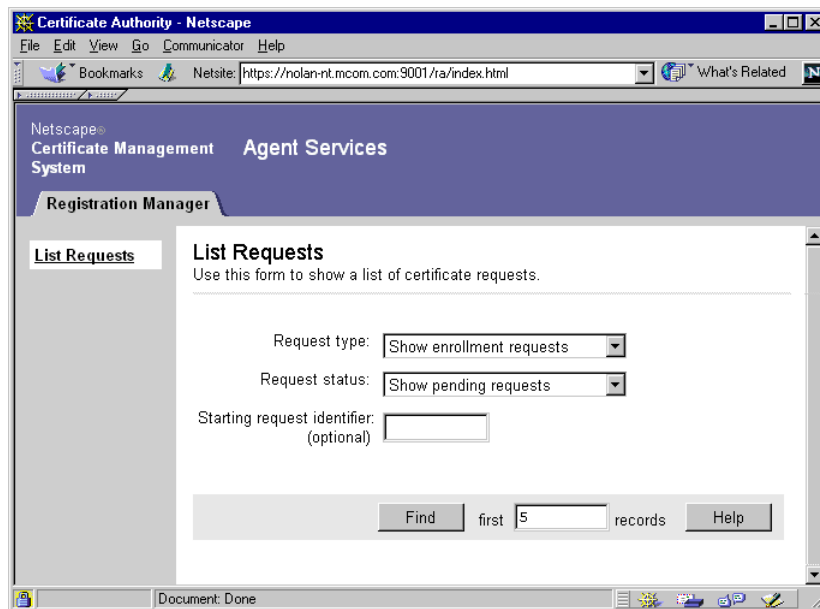 Certificate Authority - Netscape
File Edit View Go Communicator Help
Bookmarks Netsite: https://nolan-nt.mcom.com:9001/ra/index.html What's Related N
Netscape®
Certificate Management
System
Agent Services
Registration Manager
List Requests
List Requests
Use this form to show a list of certificate requests.
Request type: Show enrollment requests
Request status: Show pending requests
Starting request identifier:
(optional)
Find first 5 records Help
Document: Done